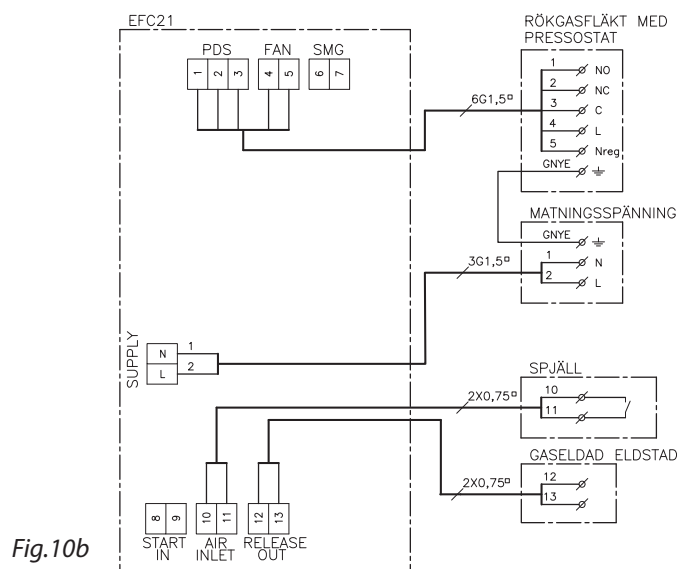 EFC21
PDS FAN SMG
1 2 3 4 5 6 7
RÖKGASFLÄKT MED
PRESSOSTAT
6G1,5¤
1 NO
2 NC
3 C
4 L
5 Nreg
GNYE
MATNINGSSPÄNNING
GNYE
3G1,5¤
1 N
2 L
SUPPLY
N 1
L 2
SPJÄLL
2X0,75¤
10
11
GASELDAD ELDSTAD
2X0,75¤
12
13
8 9 10 11 12 13
START IN
AIR INLET
RELEASE OUT
Fig.10b